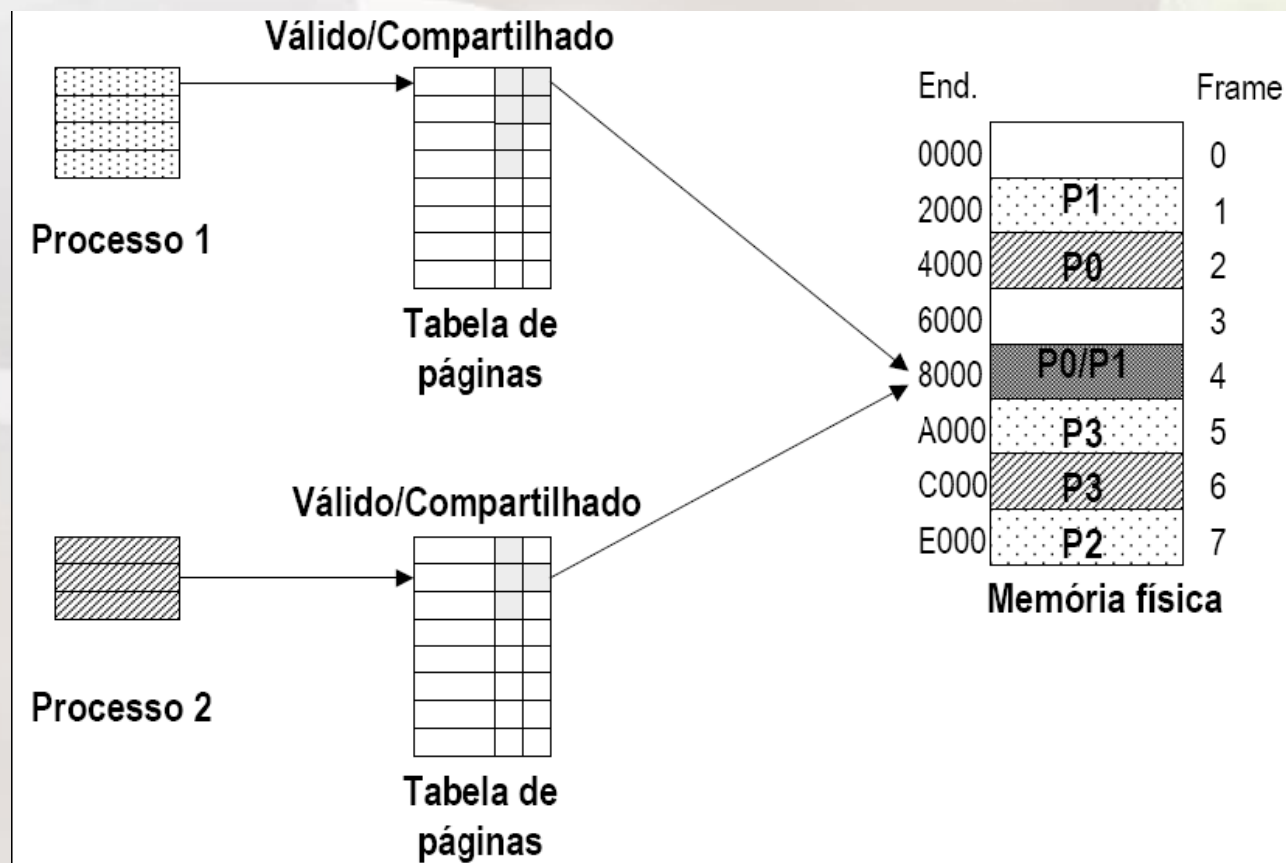 Válido/Compartilhado
Processo 1
Tabela de
páginas
Válido/Compartilhado
Processo 2
Tabela de
páginas
End. Frame
0000 0
2000 P1 1
4000 P0 2
6000 3
8000 P0/P1 4
A000 P3 5
C000 P3 6
E000 P2 7
Memória física